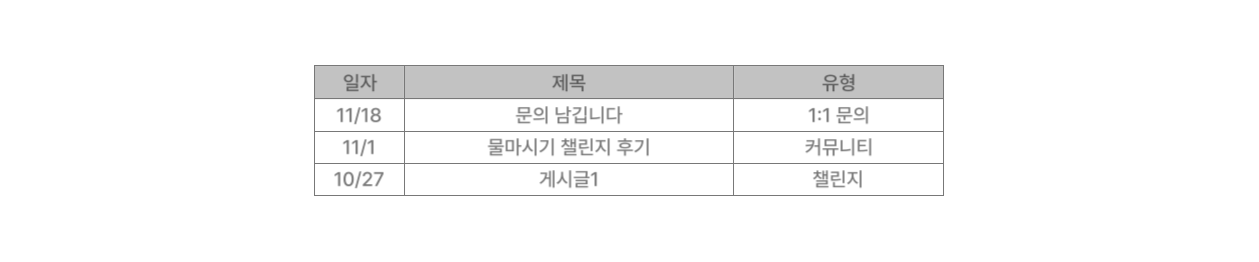 일자 제목 유형
11/18 문의 남깁니다 1:1 문의
11/1 물마시기 챌린지 후기 커뮤니티
10/27 게시글1 챌린지